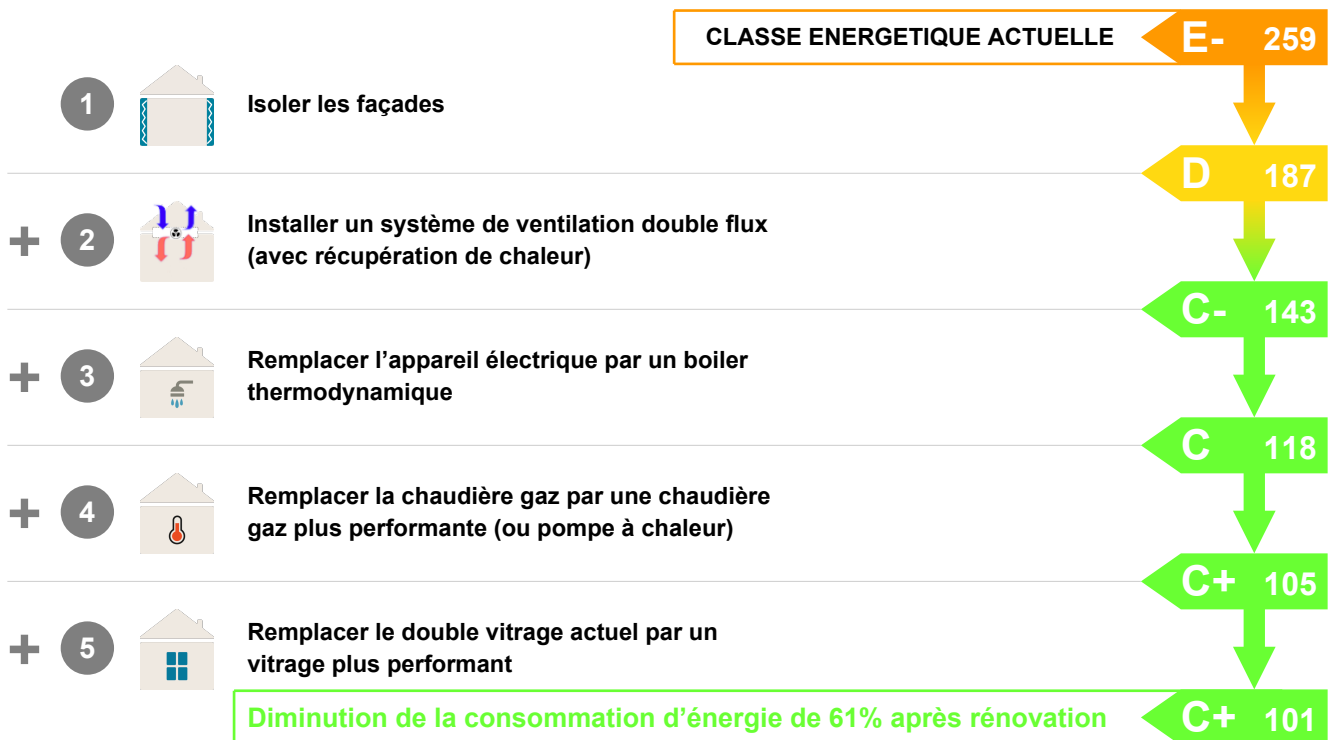 CLASSE ENERGETIQUE ACTUELLE E- 259
1 Isoler les façades
D 187
+ 2 Installer un système de ventilation double flux
(avec récupération de chaleur)
C- 143
+ 3 Remplacer l’appareil électrique par un boiler
thermodynamique
C 118
+ 4 Remplacer la chaudière gaz par une chaudière
gaz plus performante (ou pompe à chaleur)
C+ 105
+ 5 Remplacer le double vitrage actuel par un
vitrage plus performant
Diminution de la consommation d’énergie de 61% après rénovation C+ 101